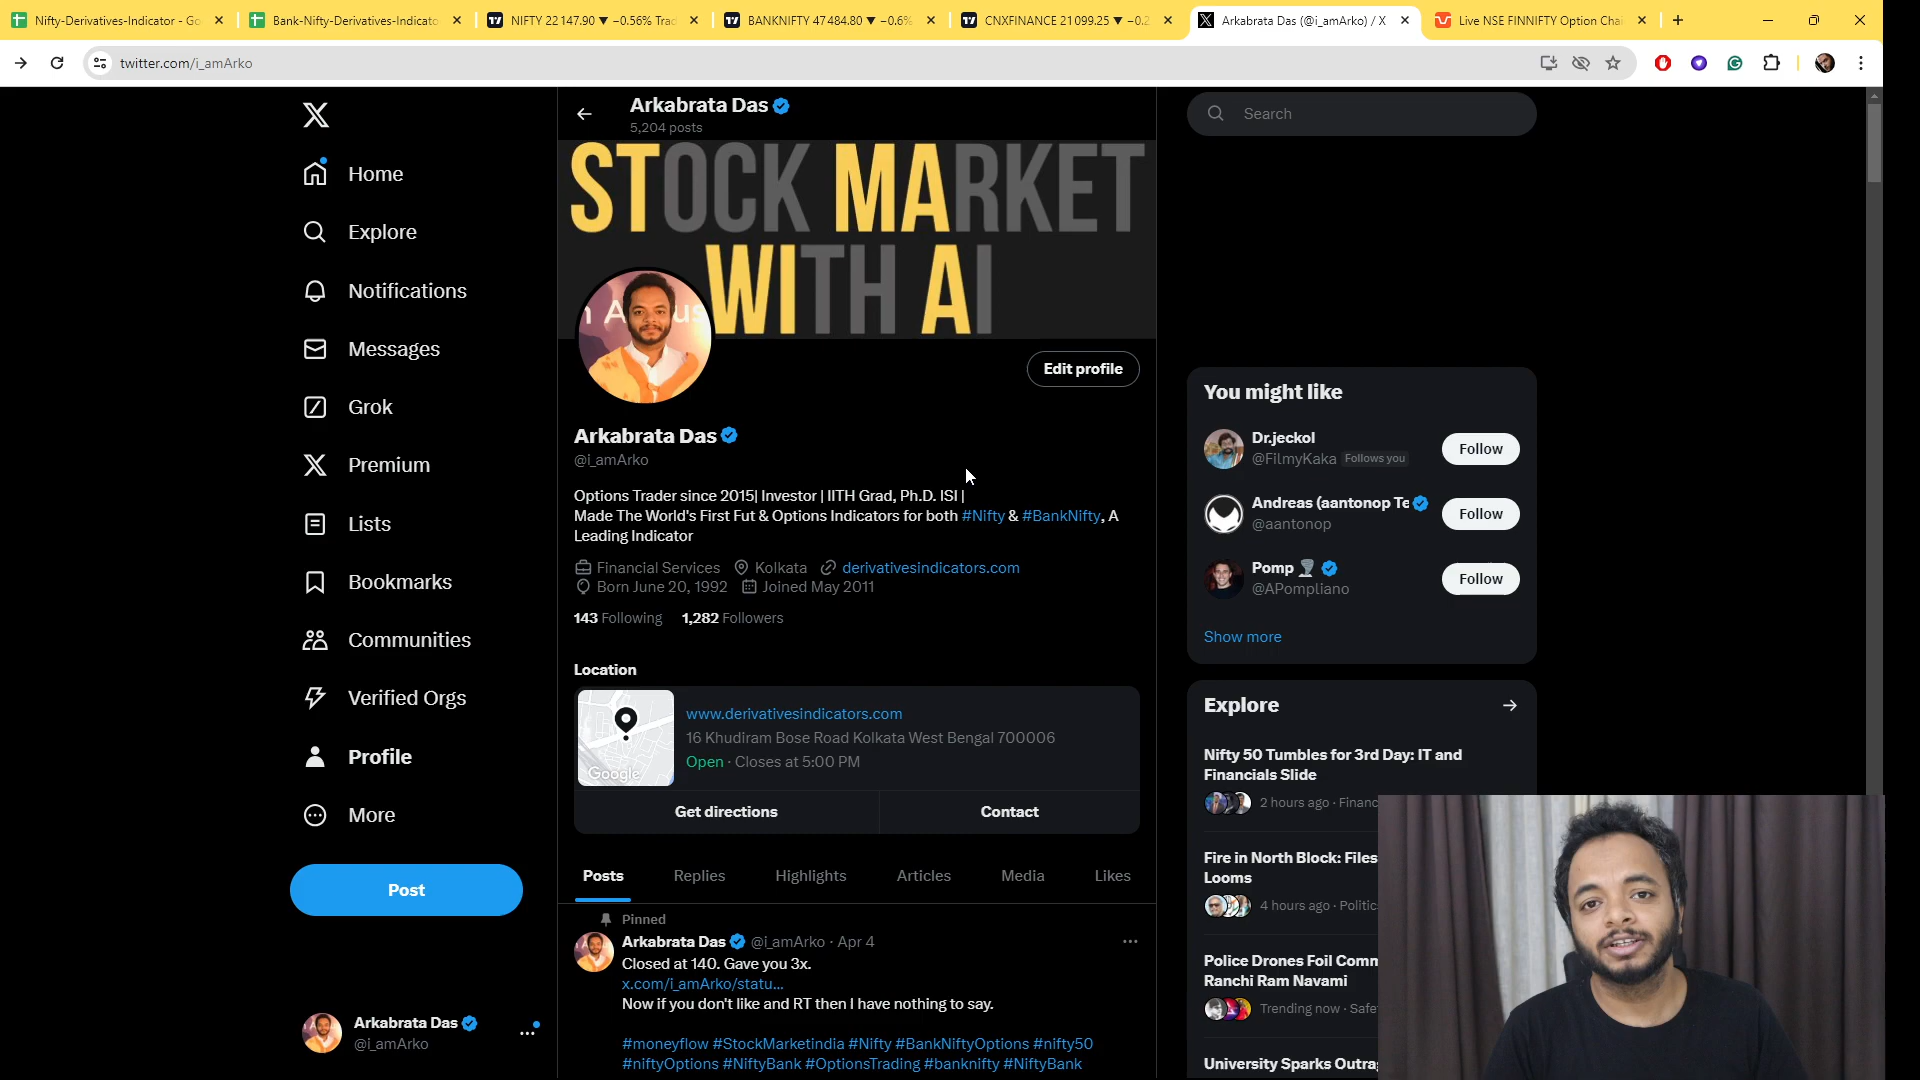 Nifty-Derivatives-Indicator - Go
Bank-Nifty-Derivatives-Indicato
NIFTY 22147.90 ▼ −0.56% Trad
BANKNIFTY 47484.80 ▼ −0.6%
CNXFINANCE 21099.25 ▼ −0.2
Arkabrata Das (@i_amArko) / X
Live NSE FINNIFTY Option Chai
twitter.com/i_amArko
Arkabrata Das
5,204 posts
Search
STOCK MARKET
WITH AI
Home
Explore
Notifications
Messages
Grok
Premium
Lists
Bookmarks
Communities
Verified Orgs
Profile
More
Post
Arkabrata Das
@i_amArko
Edit profile
Arkabrata Das
@i_amArko
Options Trader since 2015| Investor | IITH Grad, Ph.D. ISI |
Made The World's First Fut & Options Indicators for both #Nifty & #BankNifty, A
Leading Indicator
Financial Services Kolkata derivativesindicators.com
Born June 20, 1992 Joined May 2011
143 Following 1,282 Followers
Location
www.derivativesindicators.com
16 Khudiram Bose Road Kolkata West Bengal 700006
Open · Closes at 5:00 PM
Google
Get directions
Contact
Posts
Replies
Highlights
Articles
Media
Likes
Pinned
Arkabrata Das @i_amArko · Apr 4
Closed at 140. Gave you 3x.
x.com/i_amArko/statu...
Now if you don't like and RT then I have nothing to say.
#moneyflow #StockMarketindia #Nifty #BankNiftyOptions #nifty50
#niftyOptions #NiftyBank #OptionsTrading #banknifty #NiftyBank
You might like
Dr.jeckol
@FilmyKaka Follows you
Follow
Andreas (aantonop Te
@aantonop
Follow
Pomp
@APompliano
Follow
Show more
Explore
Nifty 50 Tumbles for 3rd Day: IT and
Financials Slide
2 hours ago · Financ
Fire in North Block: Files
Looms
4 hours ago · Politic
Police Drones Foil Comm
Ranchi Ram Navami
Trending now · Safe
University Sparks Outra